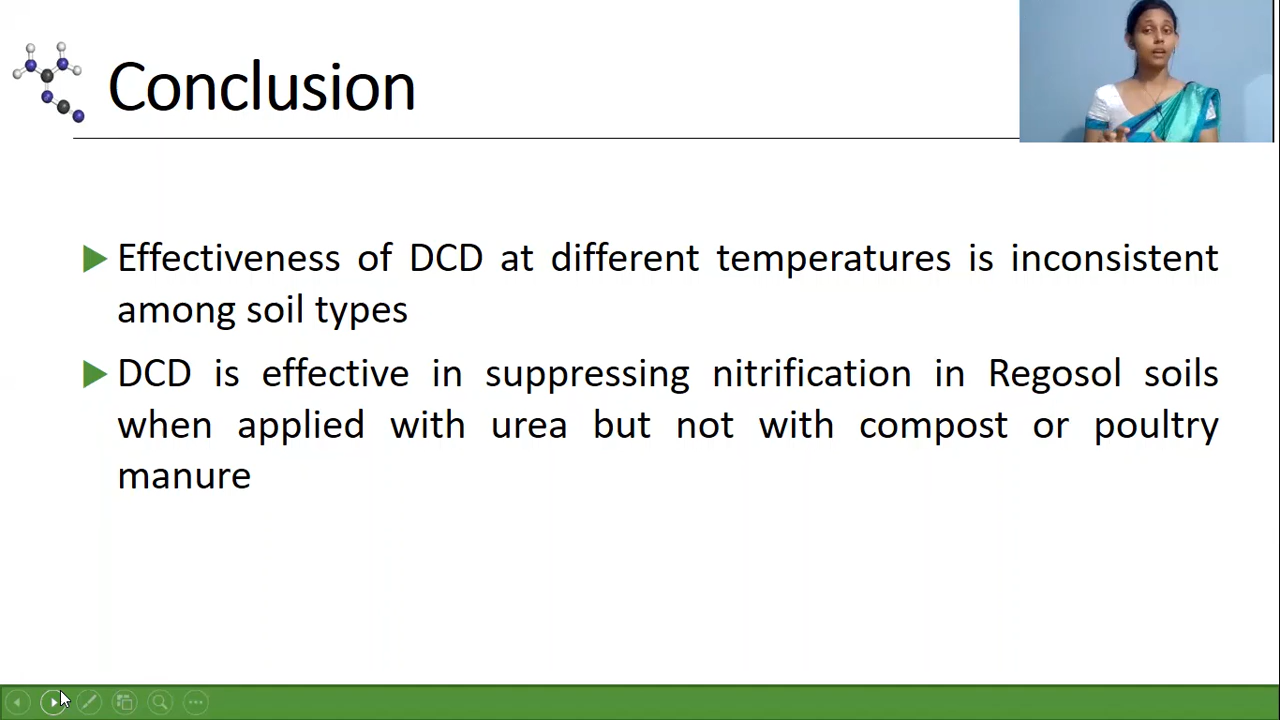 Conclusion
Effectiveness of DCD at different temperatures is inconsistent
among soil types
DCD is effective in suppressing nitrification in Regosol soils
when applied with urea but not with compost or poultry
manure